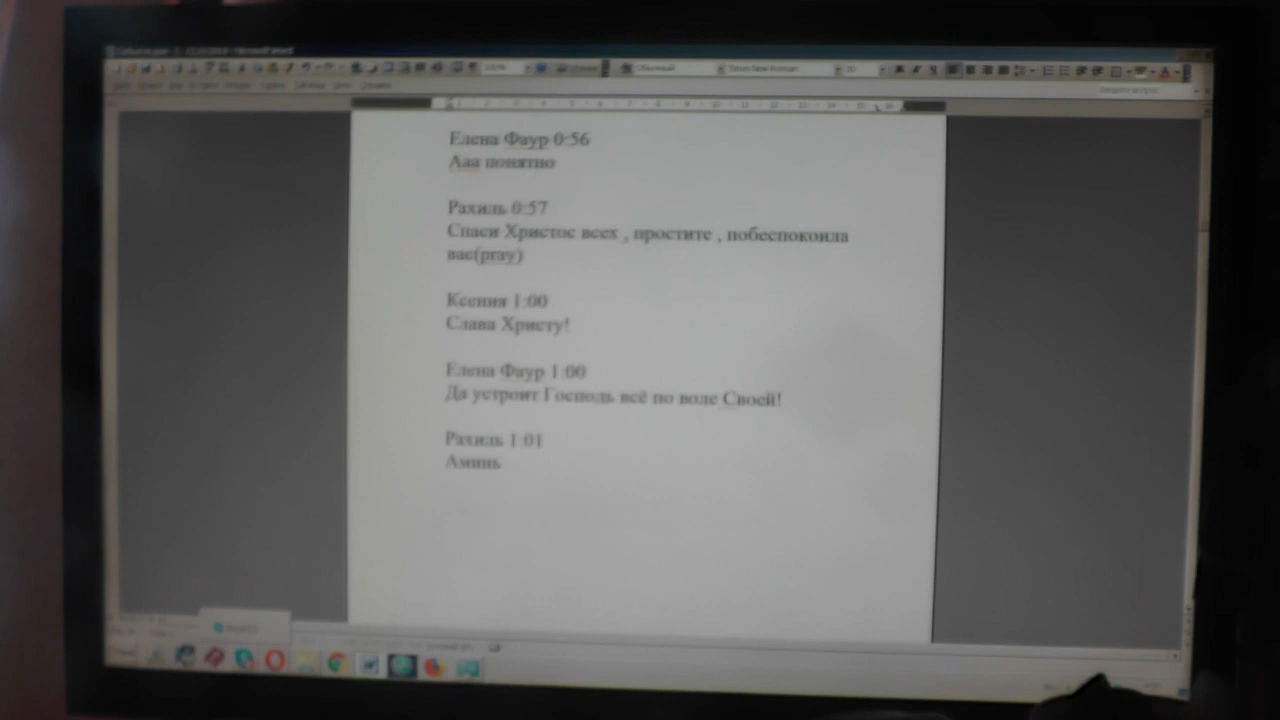 Елена Фаур 0:56
Ааа понятно
Рахиль 0:57
Спаси Христос всех , простите , побеспокоила
вас(pray)
Ксения 1:00
Слава Христу!
Елена Фаур 1:00
Да устроит Господь всё по воле Своей!
Рахиль 1:01
Аминь